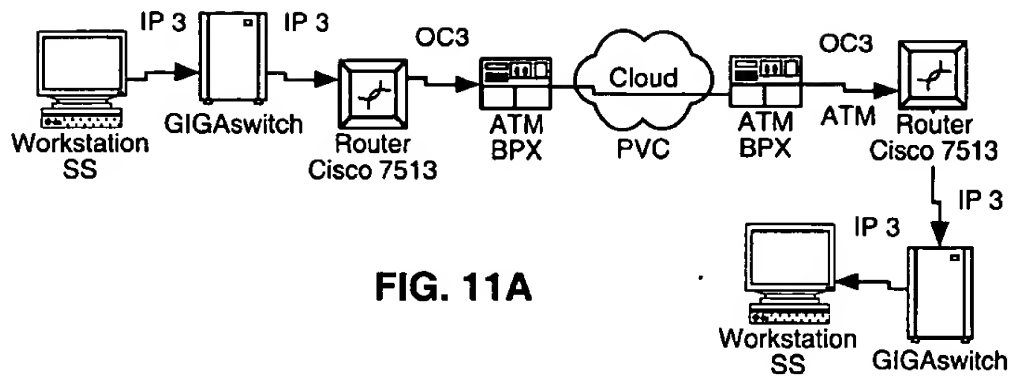 IP 3
IP 3
OC3
OC3
Cloud
Workstation
SS
GIGAswitch
Router
Cisco 7513
ATM
BPX
PVC
ATM
BPX
ATM
Router
Cisco 7513
IP 3
IP 3
FIG. 11A
Workstation
SS
GIGAswitch